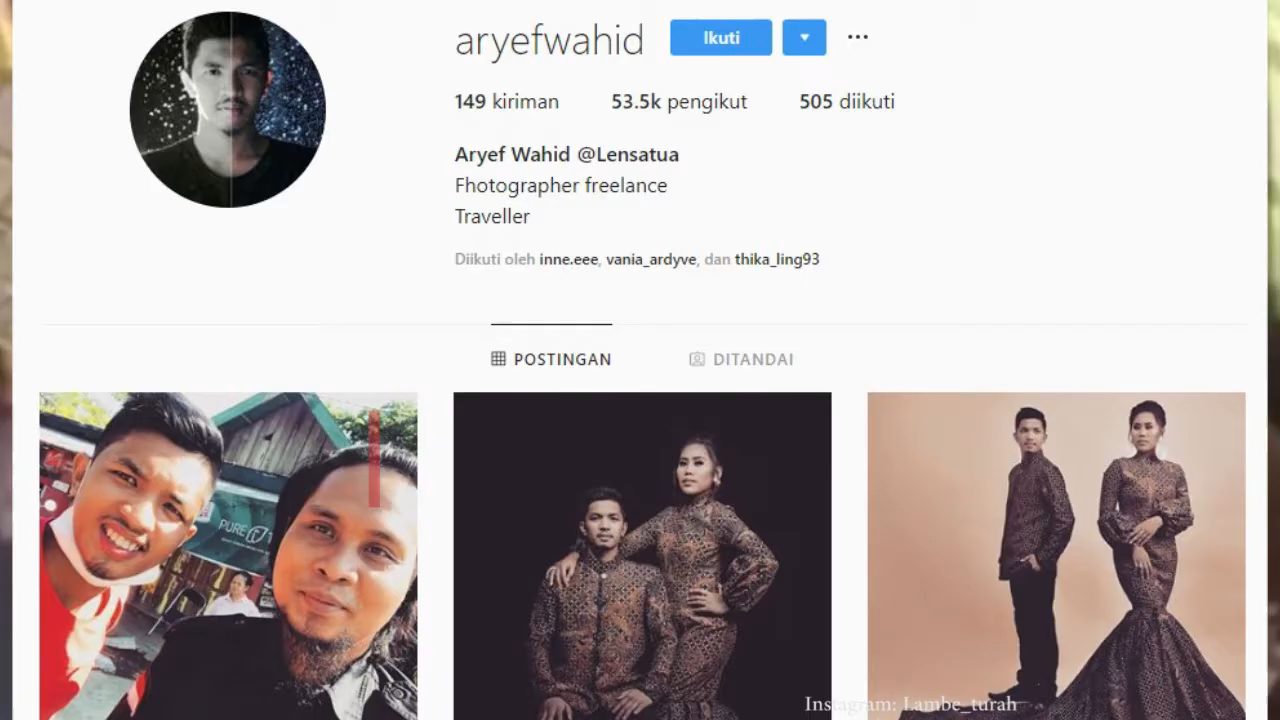 aryefwahid Ikuti
149 kiriman 53.5k pengikut 505 diikuti
Aryef Wahid @Lensatua
Fhotographer freelance
Traveller
Diikuti oleh inne.eee, vania_ardyve, dan thika_ling93
POSTINGAN DITANDAI
PURE
Instagram: Lambe_turah